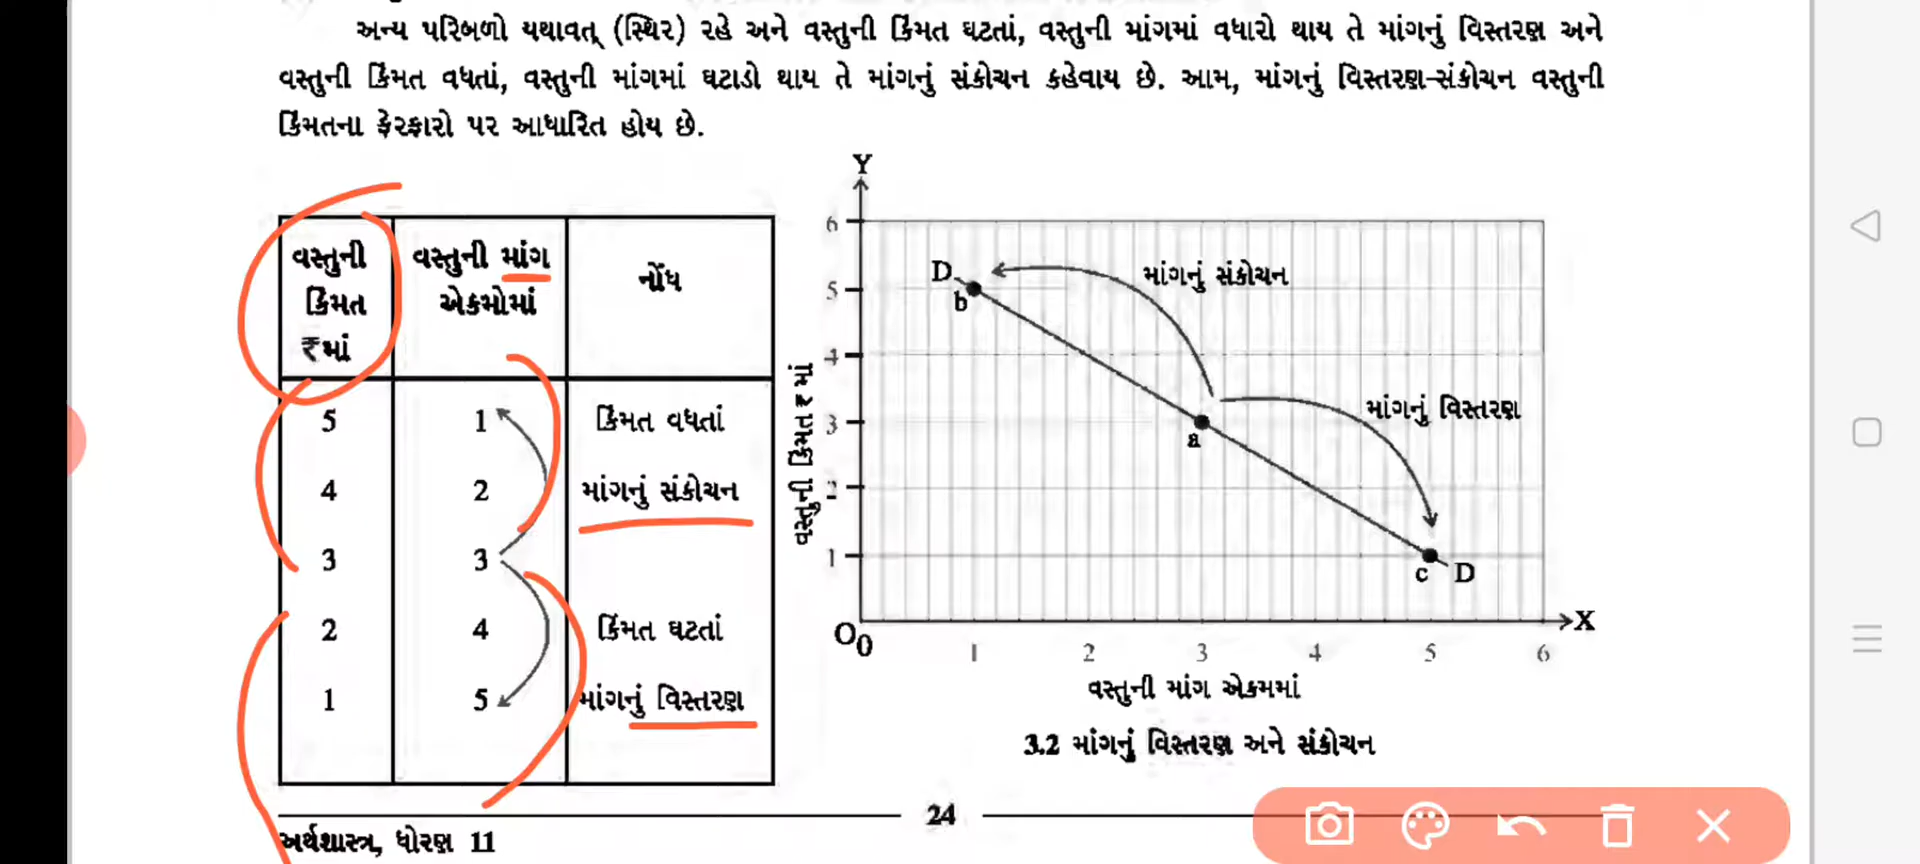 અન્ય પરિબળો યથાવત્ (સ્થિર) રહે અને વસ્તુની કિંમત ઘટતાં, વસ્તુની માંગમાં વધારો થાય તે માંગનું વિસ્તરણ અને
વસ્તુની કિંમત વધતાં, વસ્તુની માંગમાં ઘટાડો થાય તે માંગનું સંકોચન કહેવાય છે. આમ, માંગનું વિસ્તરણ-સંકોચન વસ્તુની
કિંમતના ફેરફારો પર આધારિત હોય છે.
વસ્તુની કિંમત ₹માં
વસ્તુની માંગ એકમોમાં
નોંધ
5 1 કિંમત વધતાં
4 2 માંગનું સંકોચન
3 3
2 4 કિંમત ઘટતાં
1 5 માંગનું વિસ્તરણ
Y
6
5
4
3
2
1
વસ્તુની કિંમત ₹માં
D
b
માંગનું સંકોચન
a
માંગનું વિસ્તરણ
c D
O
0 1 2 3 4 5 6
X
વસ્તુની માંગ એકમમાં
3.2 માંગનું વિસ્તરણ અને સંકોચન
24
અર્થશાસ્ત્ર, ધોરણ 11